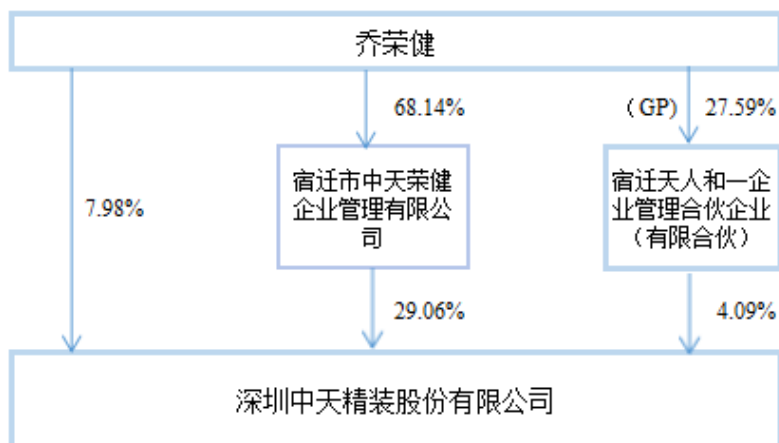 乔荣健
68.14%
（GP） 27.59%
宿迁市中天荣健
企业管理有限公
司
宿迁天人和一企
业管理合伙企业
（有限合伙）
7.98%
29.06%
4.09%
深圳中天精装股份有限公司